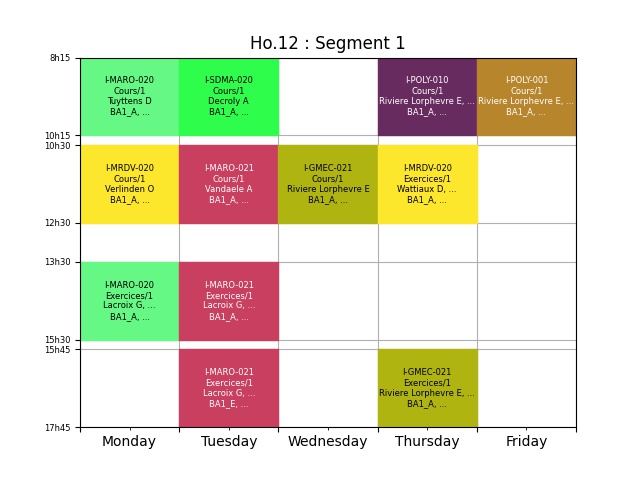 Ho.12 : Segment 1
8h15
I-MARO-020
Cours/1
Tuyttens D
BA1_A, ...
I-SDMA-020
Cours/1
Decroly A
BA1_A, ...
I-POLY-010
Cours/1
Riviere Lorphevre E, ...
BA1_A, ...
I-POLY-001
Cours/1
Riviere Lorphevre E, ...
BA1_A, ...
10h15
10h30
I-MRDV-020
Cours/1
Verlinden O
BA1_A, ...
I-MARO-021
Cours/1
Vandaele A
BA1_A, ...
I-GMEC-021
Cours/1
Riviere Lorphevre E
BA1_A, ...
I-MRDV-020
Exercices/1
Wattiaux D, ...
BA1_A, ...
12h30
13h30
I-MARO-020
Exercices/1
Lacroix G, ...
BA1_A, ...
I-MARO-021
Exercices/1
Lacroix G, ...
BA1_A, ...
15h30
15h45
I-MARO-021
Exercices/1
Lacroix G, ...
BA1_E, ...
I-GMEC-021
Exercices/1
Riviere Lorphevre E, ...
BA1_A, ...
17h45
Monday
Tuesday
Wednesday
Thursday
Friday